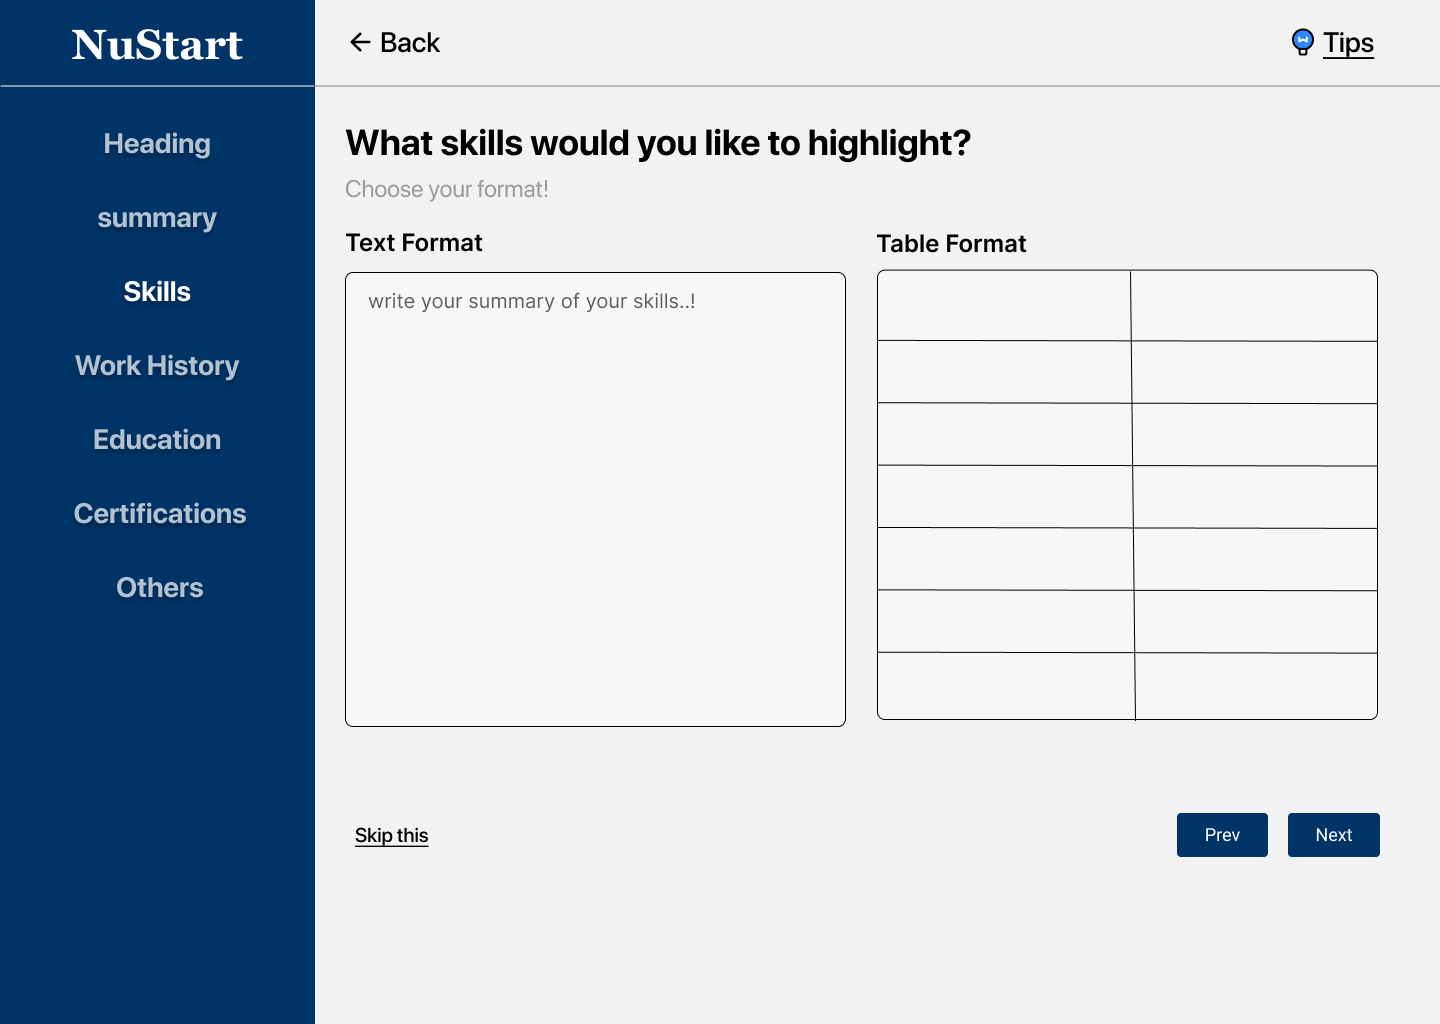 NuStart
Back
Tips
Heading
summary
Skills
Work History
Education
Certifications
Others
What skills would you like to highlight?
Choose your format!
Text Format
Table Format
write your summary of your skills..!
Skip this
Prev
Next